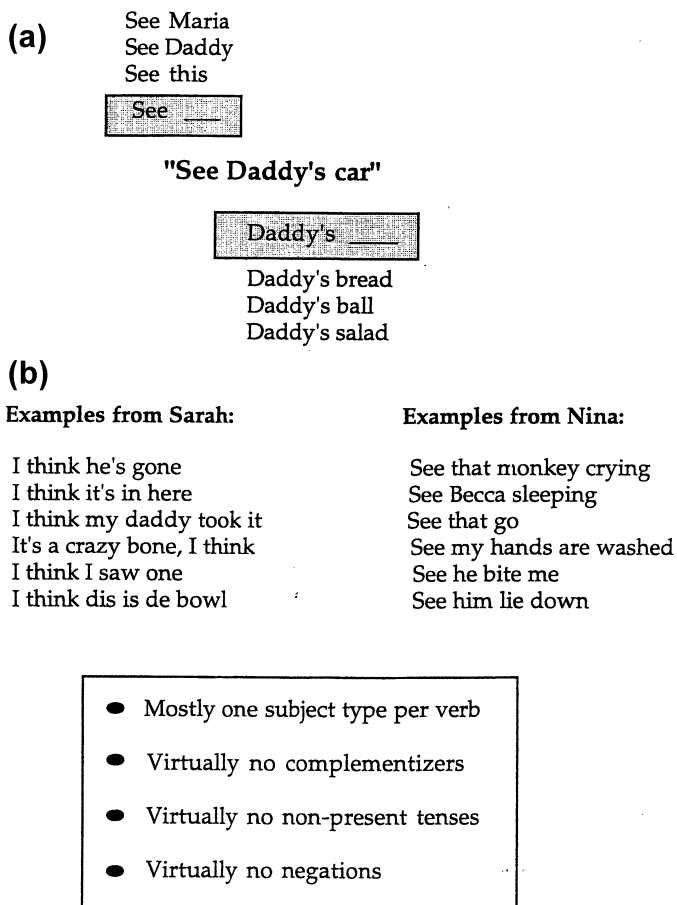 (a)
See Maria
See Daddy
See this
See ___
"See Daddy's car"
Daddy's ____
Daddy's bread
Daddy's ball
Daddy's salad
(b)
Examples from Sarah:
I think he's gone
I think it's in here
I think my daddy took it
It's a crazy bone, I think
I think I saw one
I think dis is de bowl
Examples from Nina:
See that monkey crying
See Becca sleeping
See that go
See my hands are washed
See he bite me
See him lie down
● Mostly one subject type per verb
● Virtually no complementizers
● Virtually no non-present tenses
● Virtually no negations